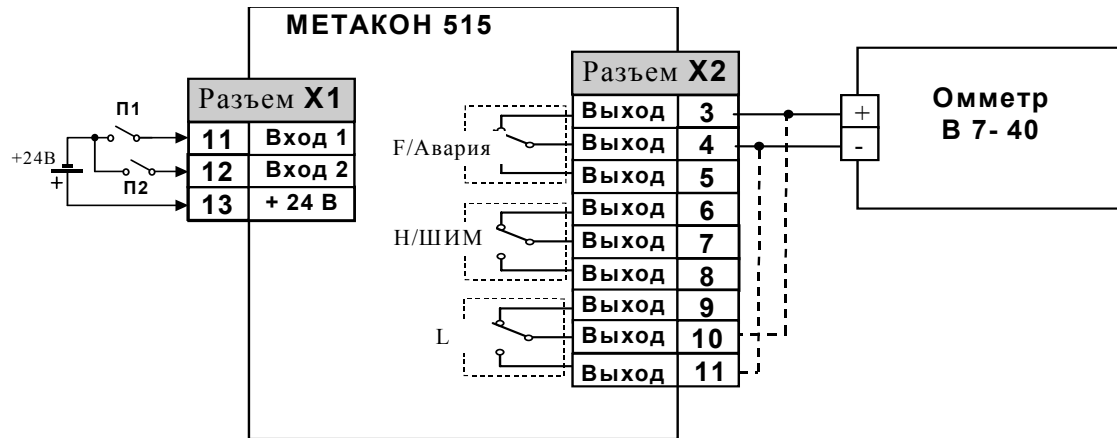 МЕТАКОН 515
Разъем X1
11 Вход 1
12 Вход 2
13 + 24 В
П1
П2
+24В
+
F/Авария
Н/ШИМ
L
Разъем X2
Выход 3
Выход 4
Выход 5
Выход 6
Выход 7
Выход 8
Выход 9
Выход 10
Выход 11
+
-
Омметр
В 7- 40